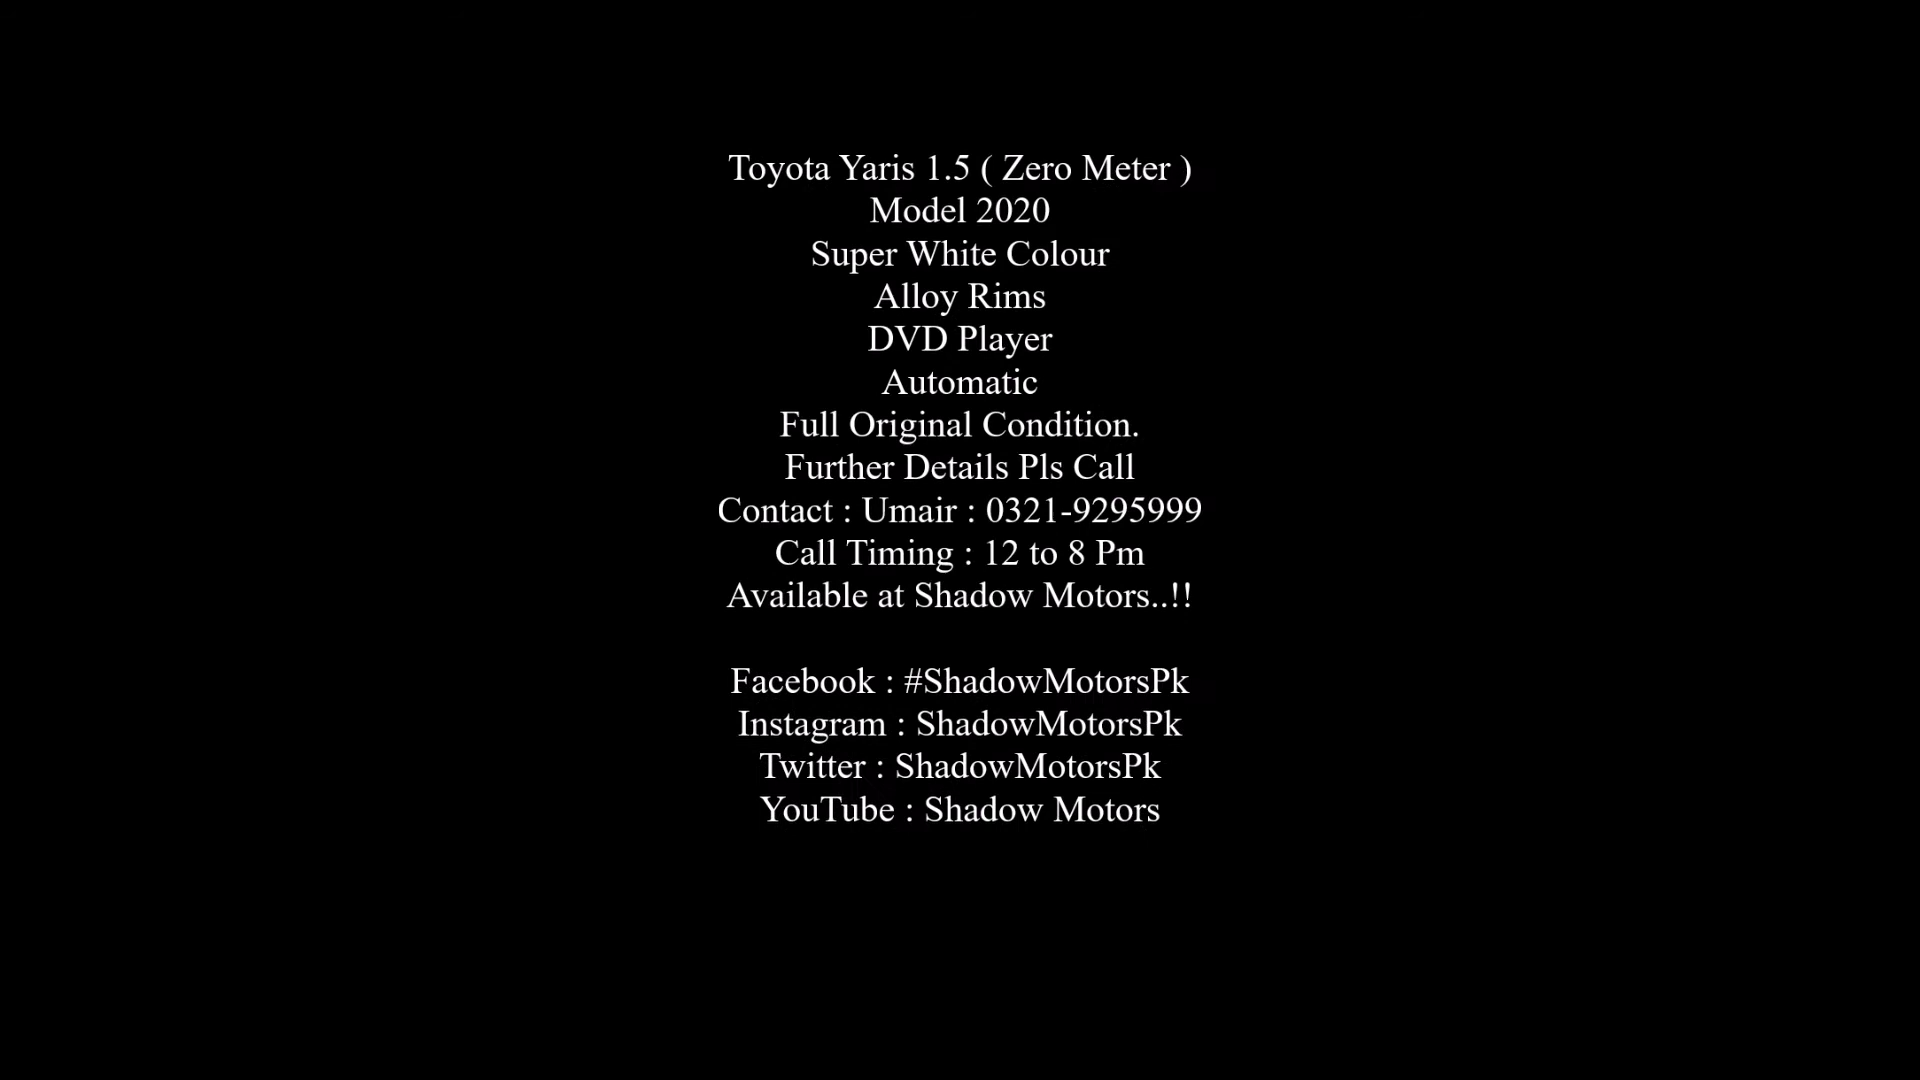 Toyota Yaris 1.5 ( Zero Meter )
Model 2020
Super White Colour
Alloy Rims
DVD Player
Automatic
Full Original Condition.
Further Details Pls Call
Contact : Umair : 0321-9295999
Call Timing : 12 to 8 Pm
Available at Shadow Motors..!!
Facebook : #ShadowMotorsPk
Instagram : ShadowMotorsPk
Twitter : ShadowMotorsPk
YouTube : Shadow Motors